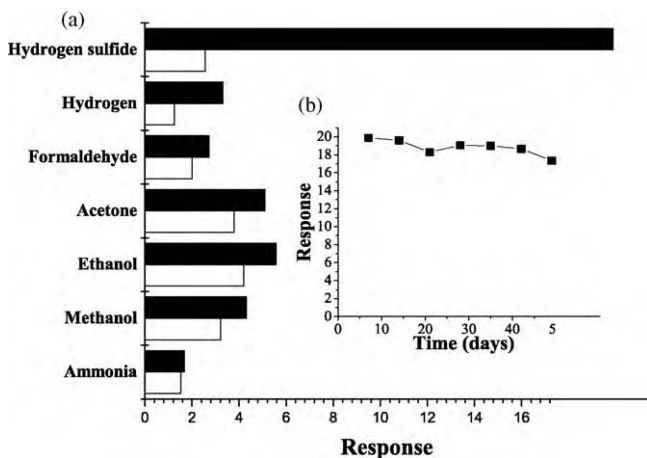 (a)
Hydrogen sulfide
Hydrogen
Formaldehyde
Acetone
Ethanol
Methanol
Ammonia
0 2 4 6 8 10 12 14 16
Response
(b)
20
18
16
14
12
10
8
6
4
2
0
Response
0 10 20 30 40 5
Time (days)